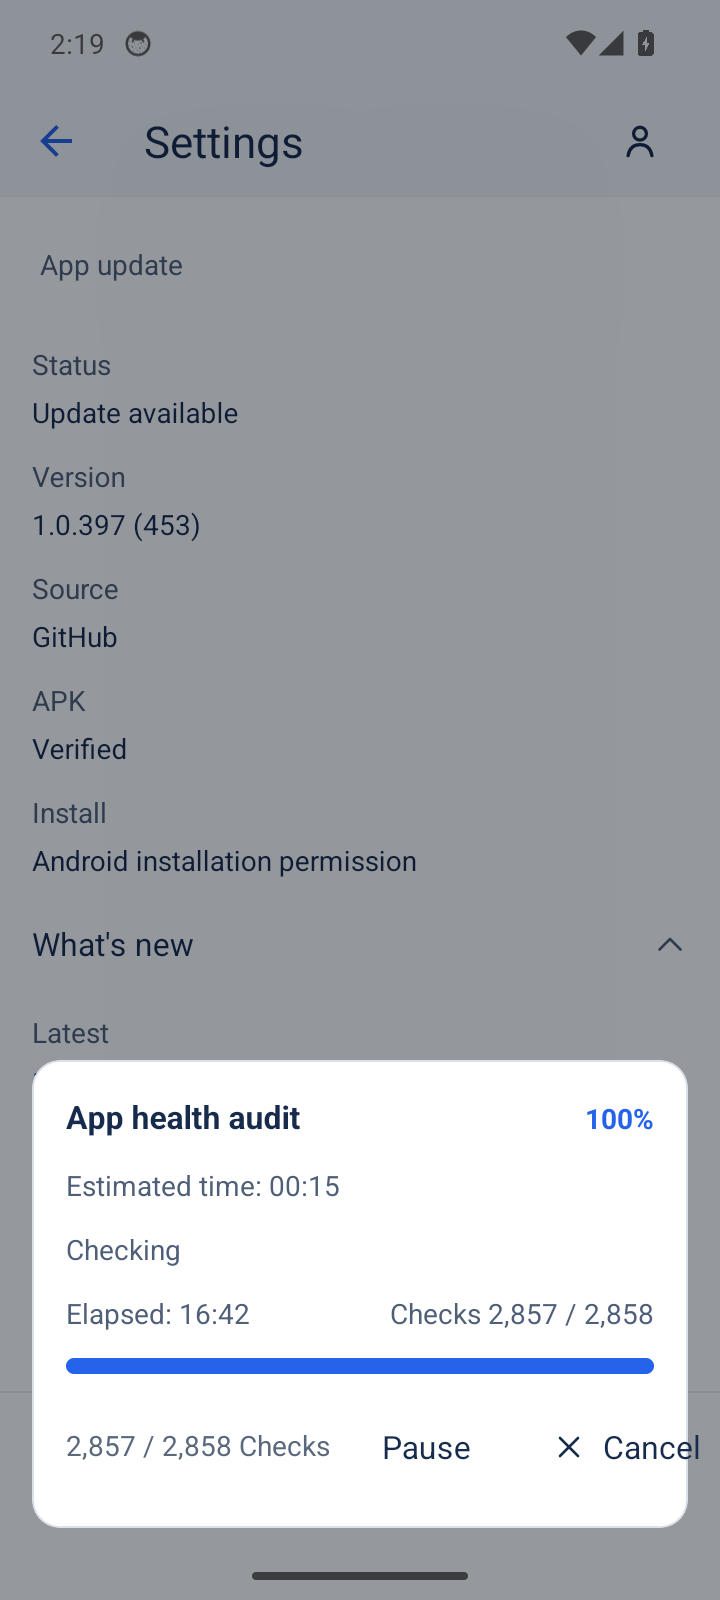 2:19
Settings
App update
Status
Update available
Version
1.0.397 (453)
Source
GitHub
APK
Verified
Install
Android installation permission
What's new
Latest
App health audit 100%
Estimated time: 00:15
Checking
Elapsed: 16:42 Checks 2,857 / 2,858
2,857 / 2,858 Checks Pause Cancel